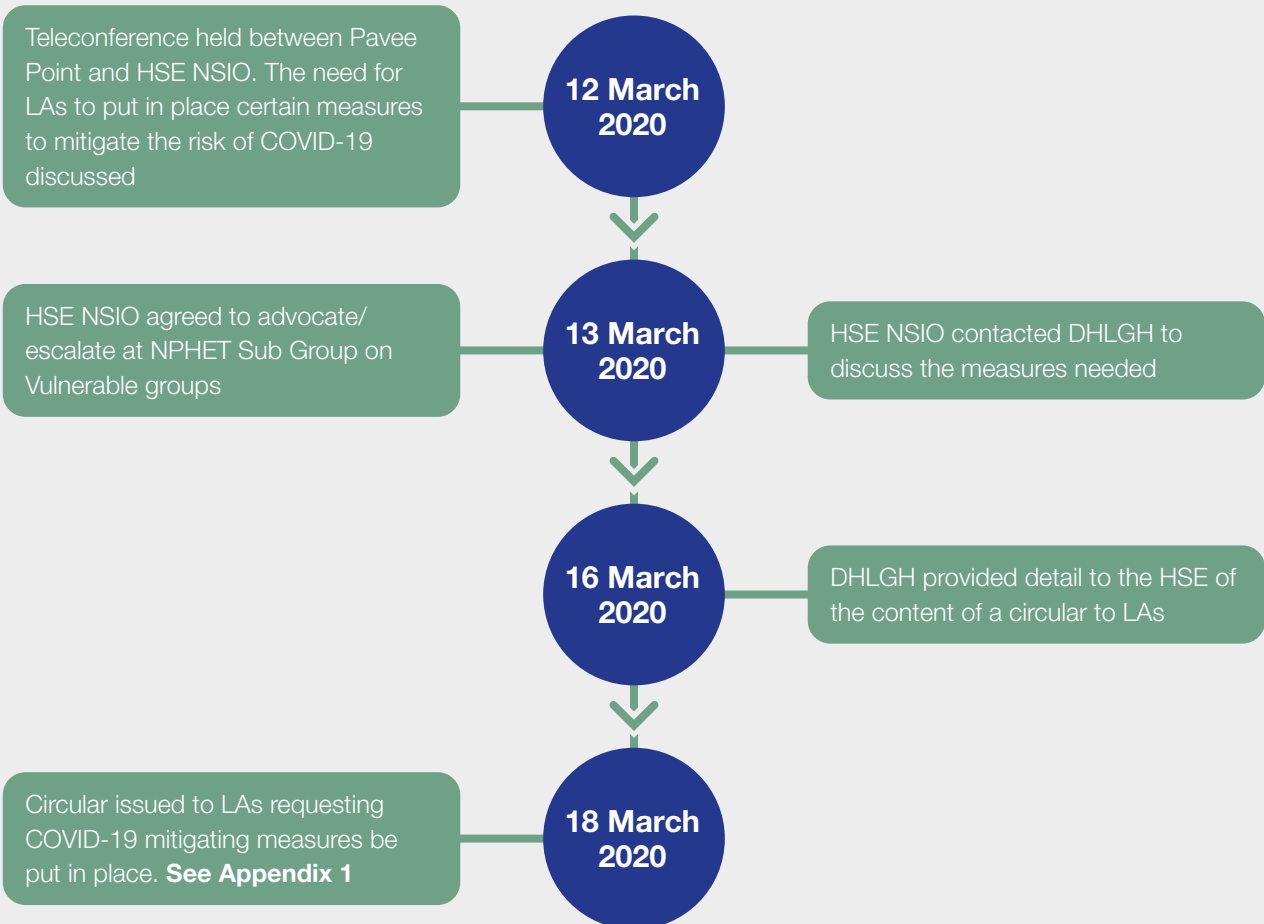 Teleconference held between Pavee
Point and HSE NSIO. The need for
LAs to put in place certain measures
to mitigate the risk of COVID-19
discussed
12 March
2020
HSE NSIO agreed to advocate/
escalate at NPHET Sub Group on
Vulnerable groups
13 March
2020
HSE NSIO contacted DHLGH to
discuss the measures needed
16 March
2020
DHLGH provided detail to the HSE of
the content of a circular to LAs
Circular issued to LAs requesting
COVID-19 mitigating measures be
put in place. See Appendix 1
18 March
2020